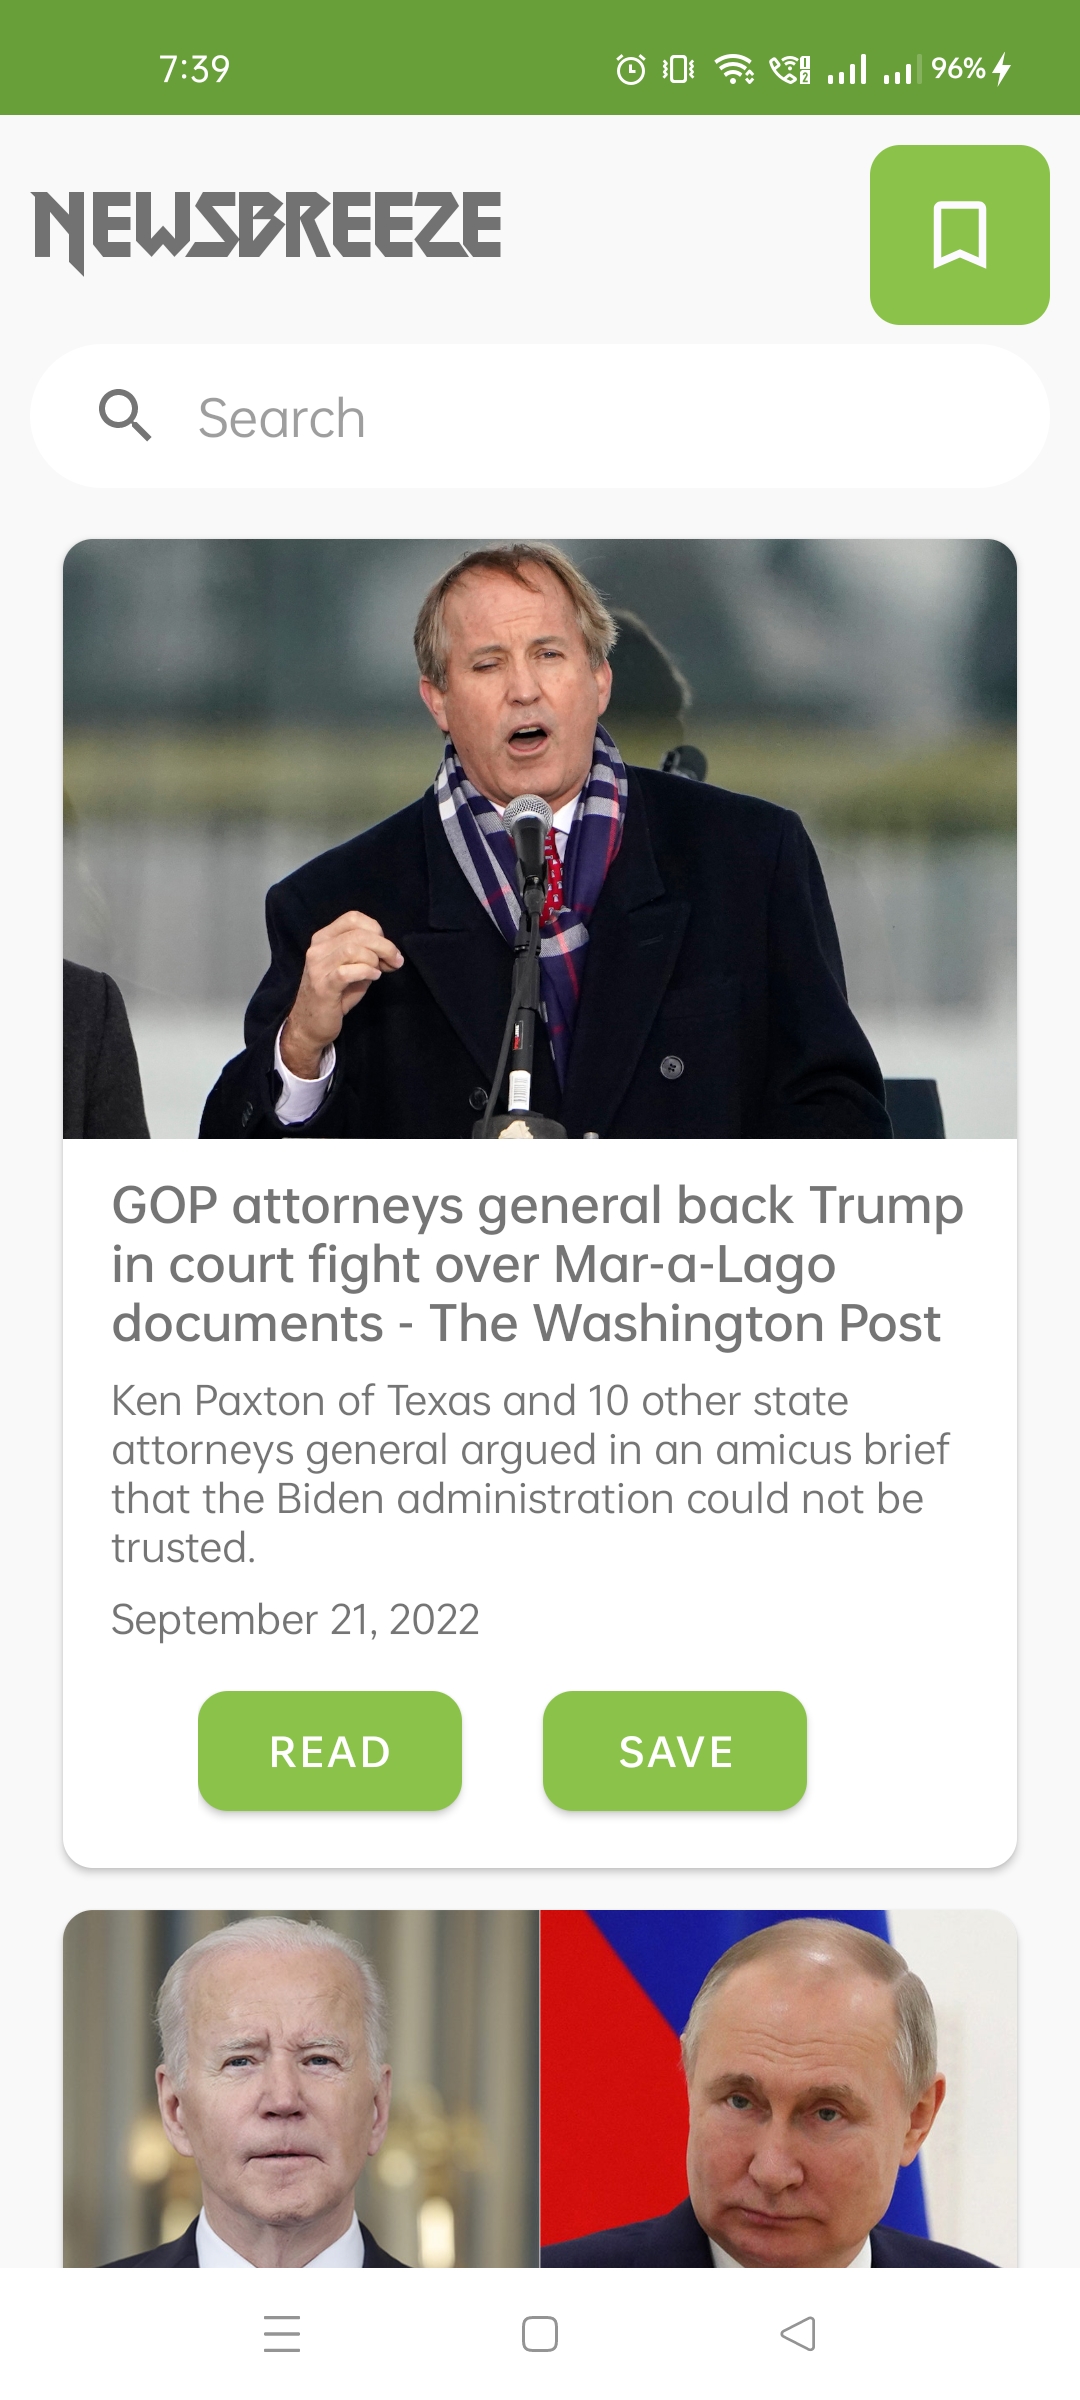 7:39
96%
NEWSBREEZE
Search
GOP attorneys general back Trump
in court fight over Mar-a-Lago
documents - The Washington Post
Ken Paxton of Texas and 10 other state
attorneys general argued in an amicus brief
that the Biden administration could not be
trusted.
September 21, 2022
READ SAVE